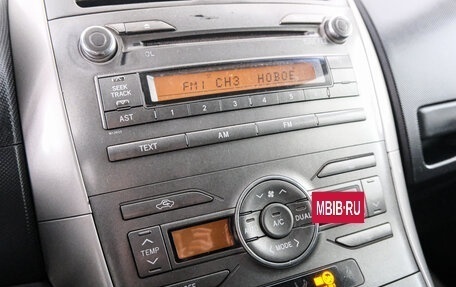 FM1 CH3 НОВОЕ
SEEK
TRACK
1 2 3 4 5
AST
TEXT AM FM
MBIB·RU
A/C DUAL
TEMP
MODE